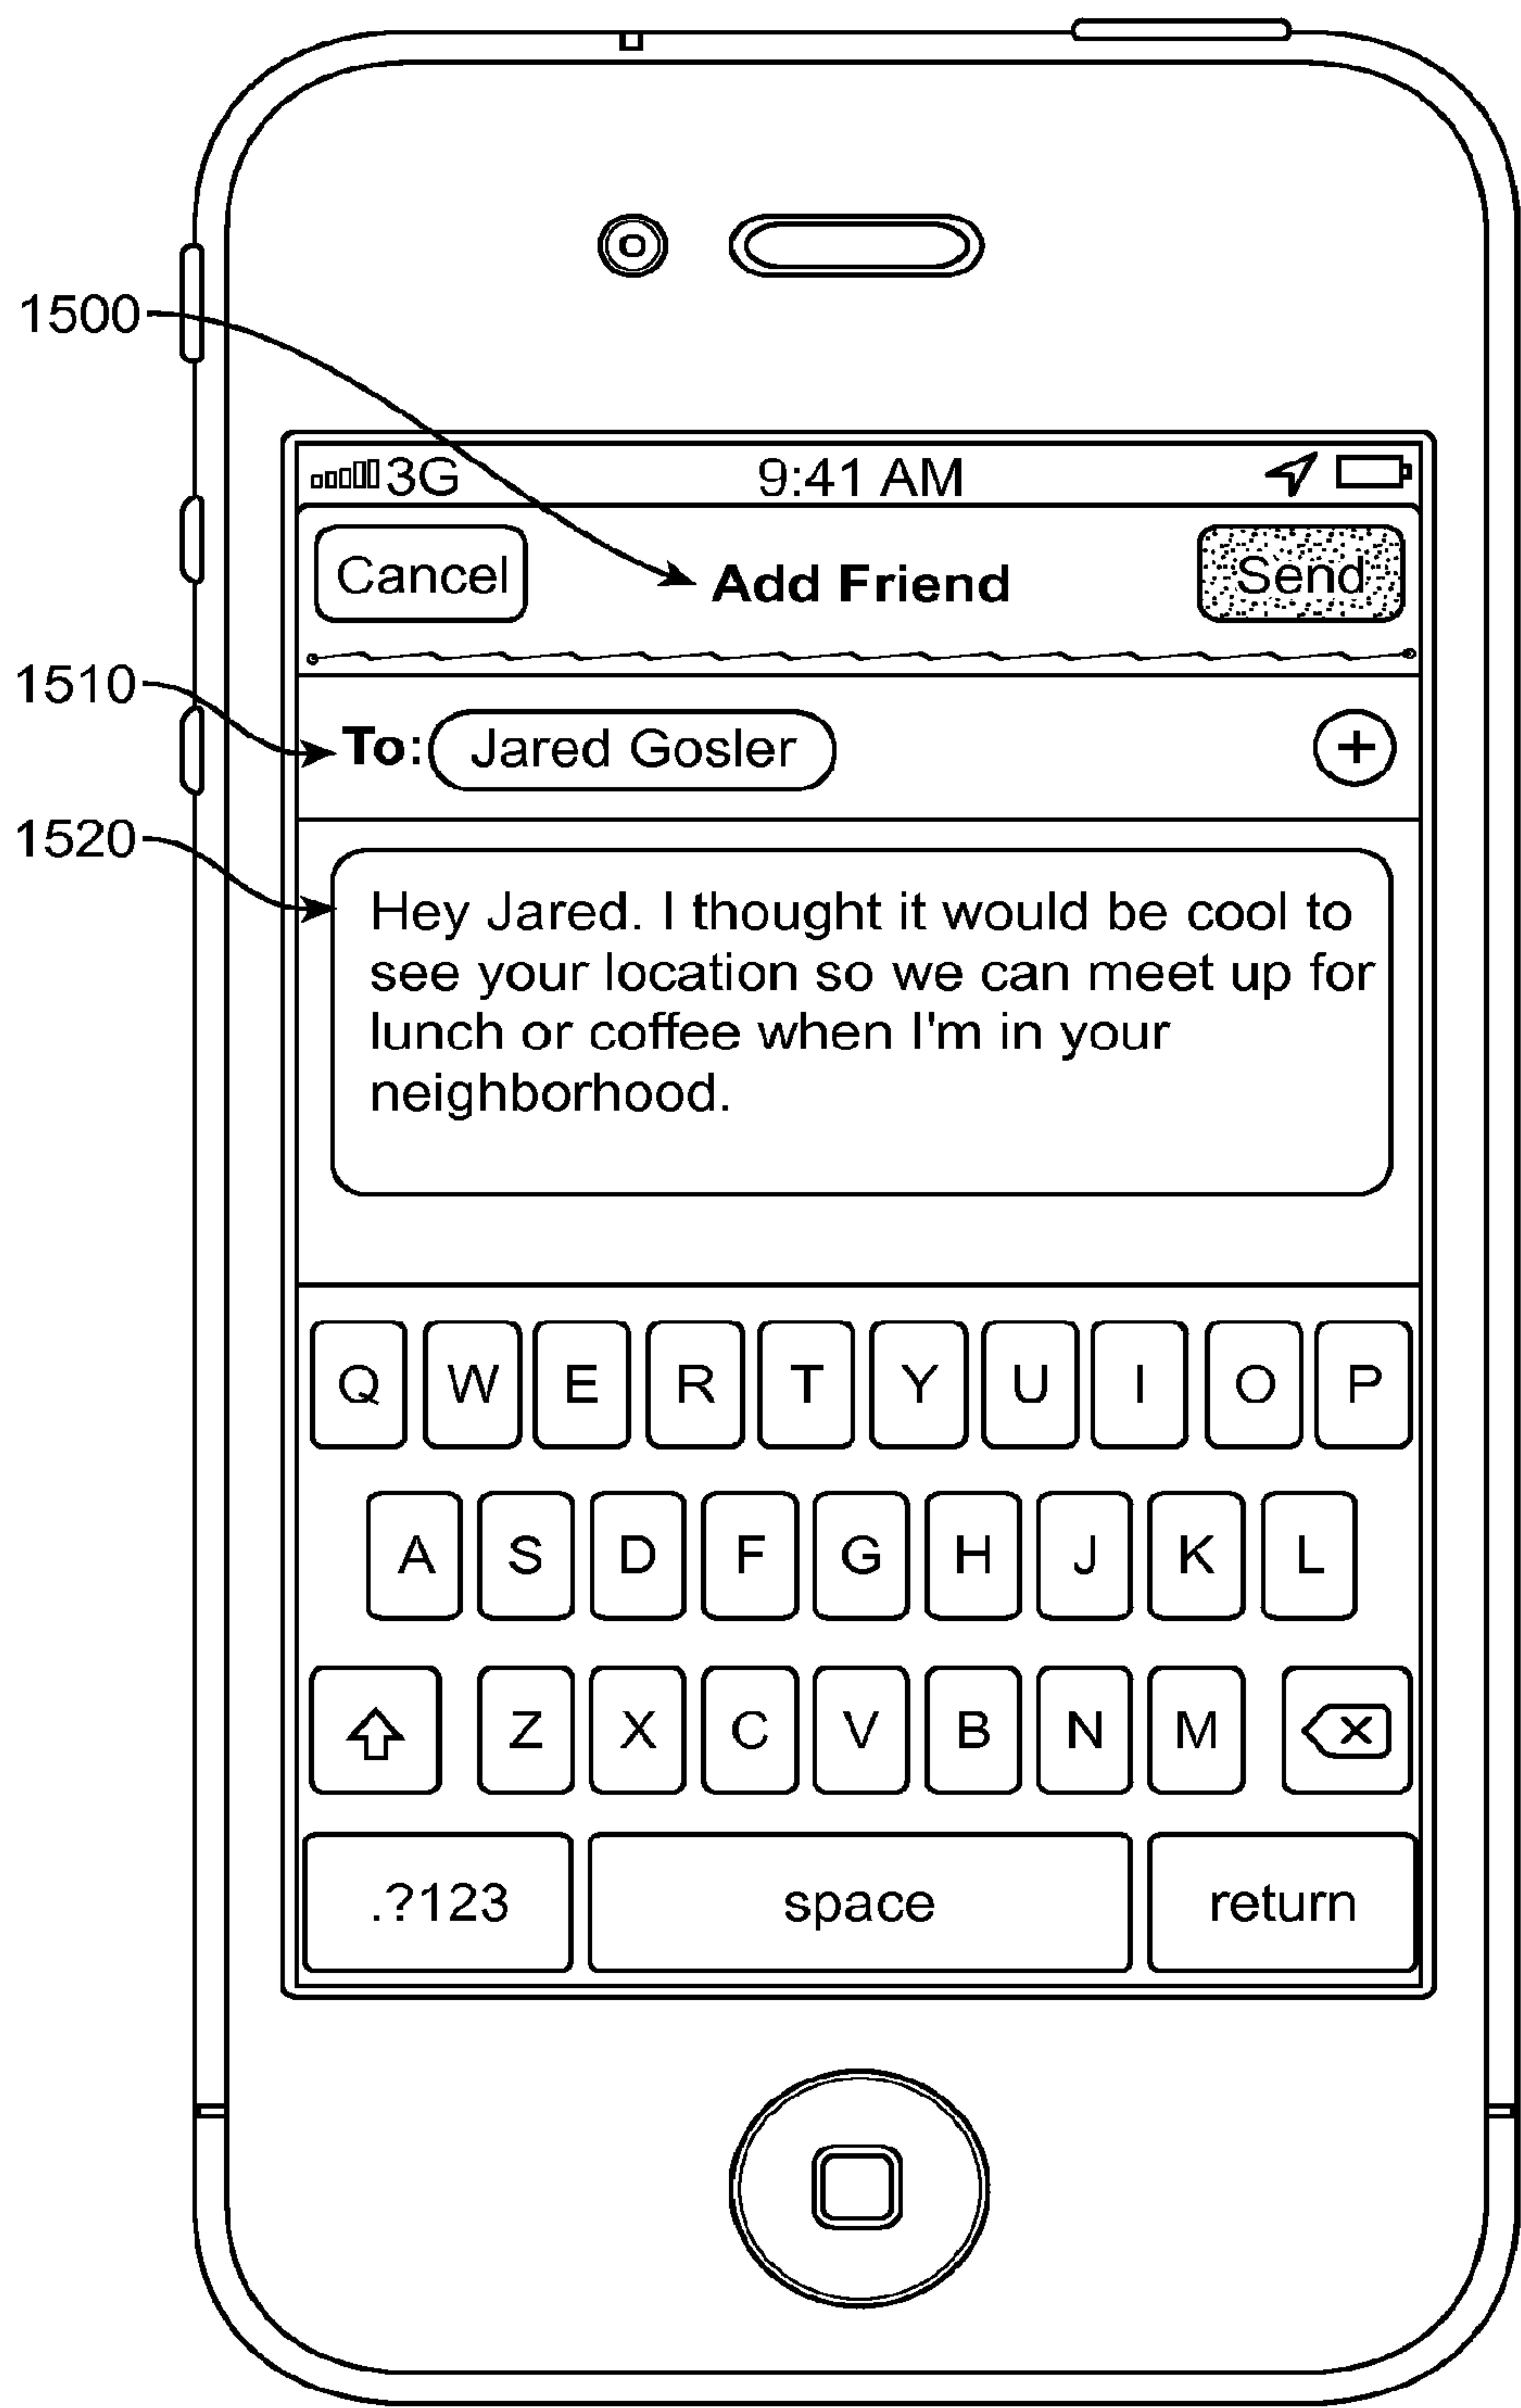 1500
3G 9:41 AM
Cancel Add Friend Send
1510
To: Jared Gosler +
1520
Hey Jared. I thought it would be cool to
see your location so we can meet up for
lunch or coffee when I'm in your
neighborhood.
Q W E R T Y U I O P
A S D F G H J K L
Z X C V B N M
.?123 space return